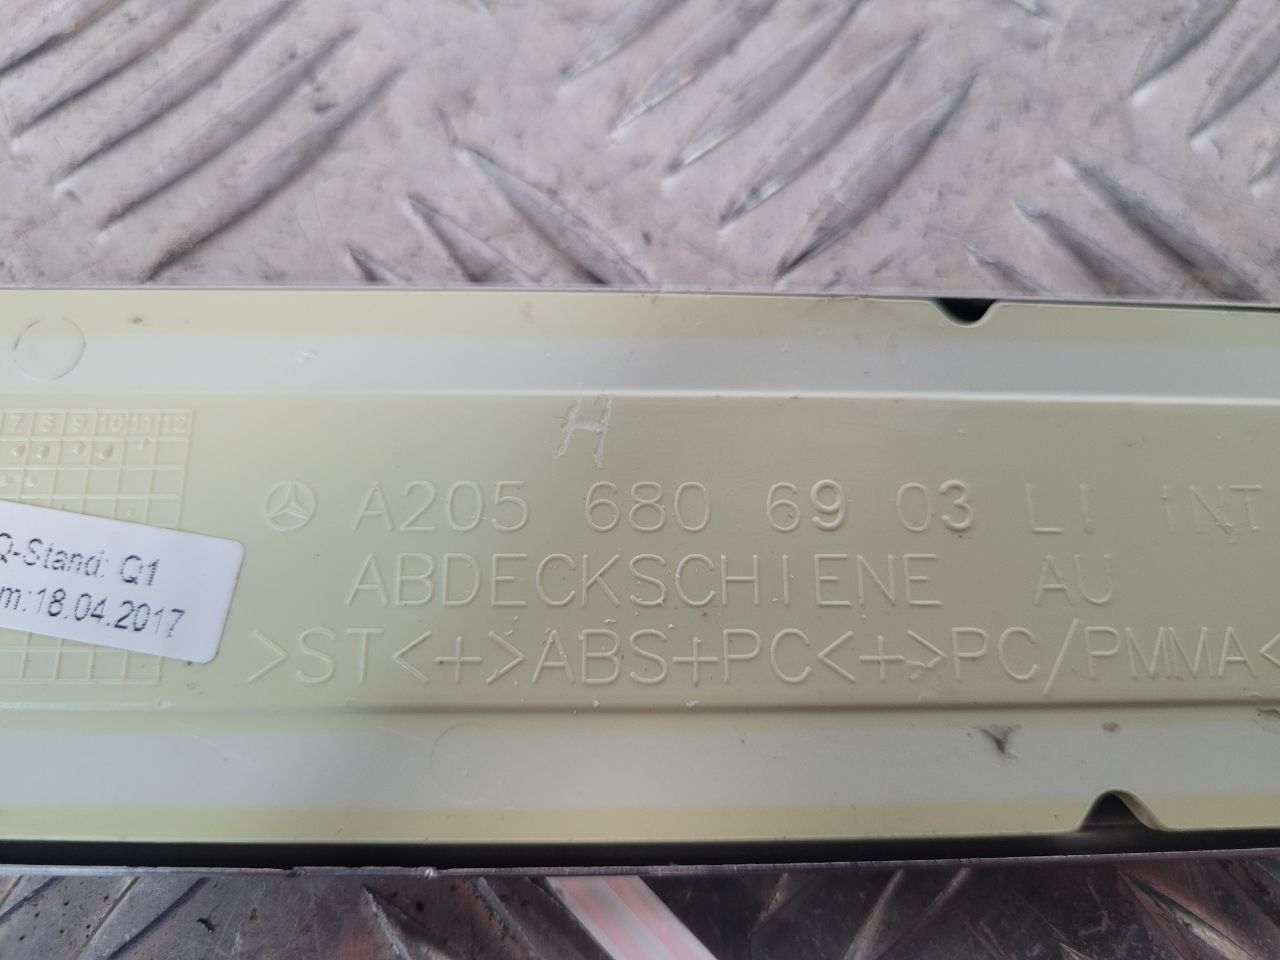 7 8 9 10 11 12
H
A205 680 69 03 LI INT
Q-Stand: Q1
ABDECKSCHIENE AU
m:18.04.2017
>ST<+>ABS+PC<+>PC/PMMA<